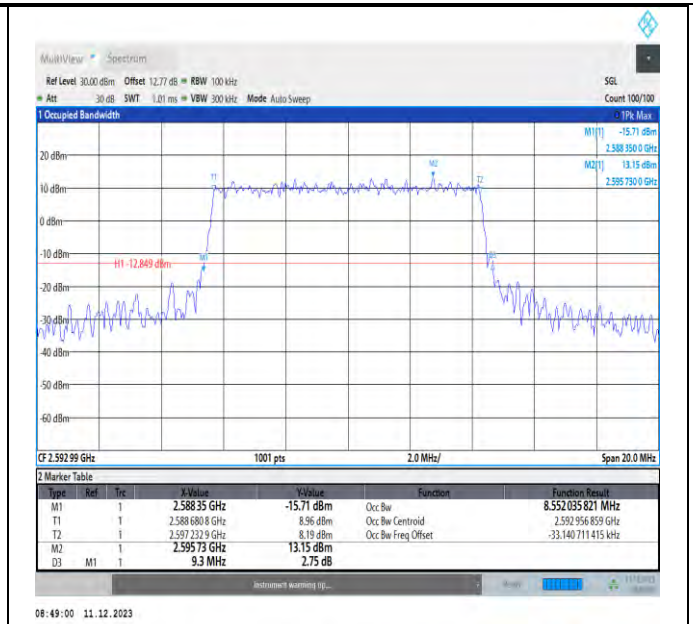 MultiView Spectrum
Ref Level 30.00 dBm Offset 12.77 dB RBW 100 kHz SGL
Att 30 dB SWT 1.01 ms VBW 300 kHz Mode Auto Sweep Count 100/100
1 Occupied Bandwidth 1Pk Max
M1[1] -15.71 dBm
2.588 350 0 GHz
M2[1] 13.15 dBm
2.595 730 0 GHz
20 dBm
M2
T1 T2
10 dBm
0 dBm
-10 dBm
H1 -12.849 dBm
M1
-20 dBm
-30 dBm
-40 dBm
-50 dBm
-60 dBm
CF 2.592 99 GHz 1001 pts 2.0 MHz/ Span 20.0 MHz
2 Marker Table
Type Ref Trc X-Value Y-Value Function Function Result
M1 1 2.588 35 GHz -15.71 dBm Occ Bw 8.552 035 821 MHz
T1 1 2.588 680 8 GHz 8.96 dBm Occ Bw Centroid 2.592 956 859 GHz
T2 1 2.597 232 9 GHz 8.19 dBm Occ Bw Freq Offset -33.140 711 415 kHz
M2 1 2.595 73 GHz 13.15 dBm
D3 M1 1 9.3 MHz 2.75 dB
Instrument warming up...
08:49:00 11.12.2023